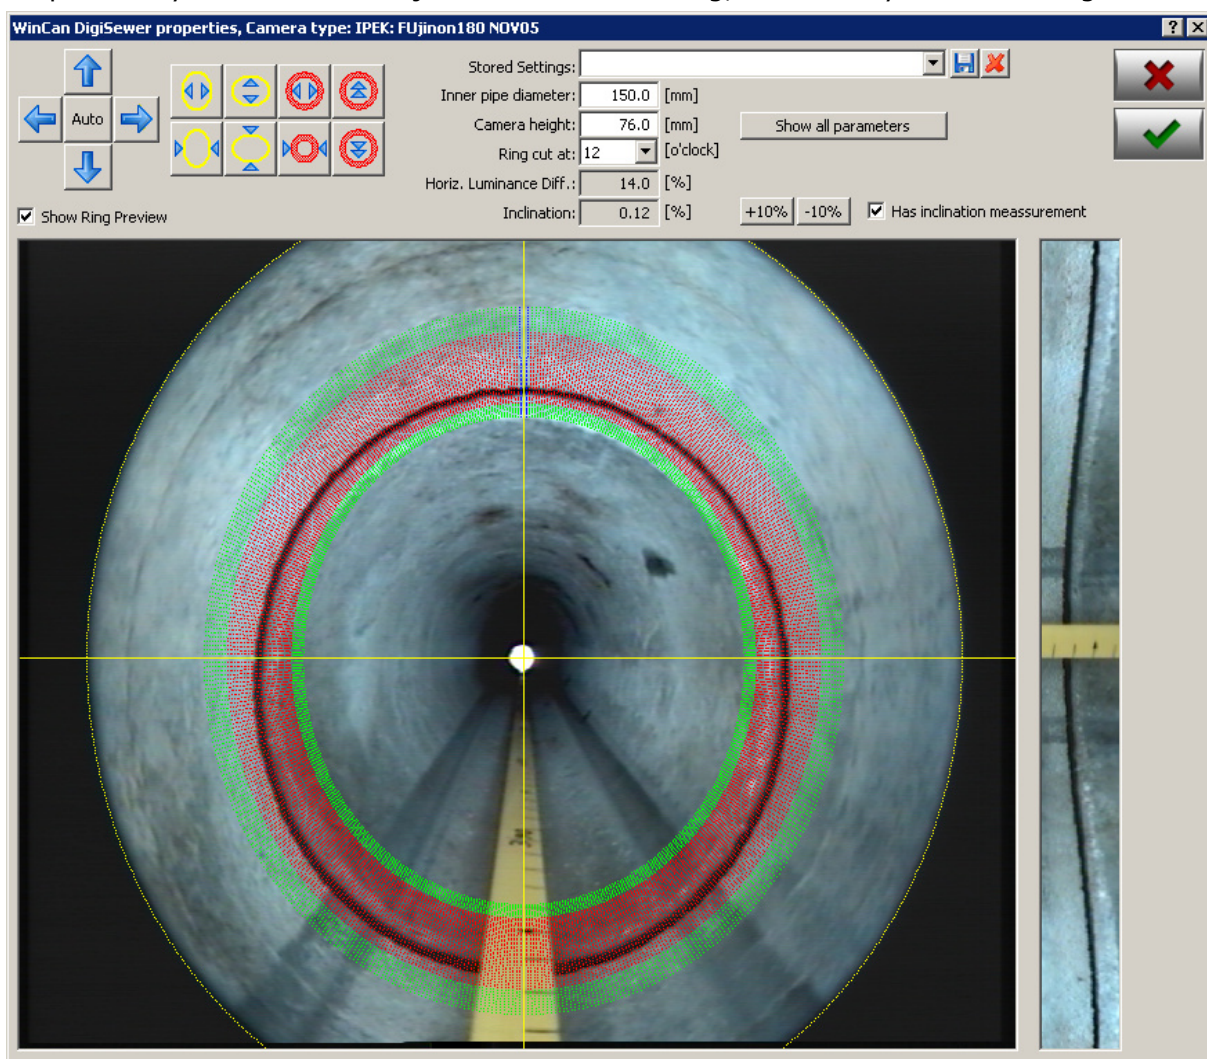 WinCan DigiSewer properties, Camera type: IPEK: FUjinon180 NOV05
Stored Settings:
Auto
Inner pipe diameter: 150.0 [mm]
Camera height: 76.0 [mm] Show all parameters
Ring cut at: 12 [o'clock]
Horiz. Luminance Diff.: 14.0 [%]
Show Ring Preview
Inclination: 0.12 [%] +10% -10% Has inclination meassurement